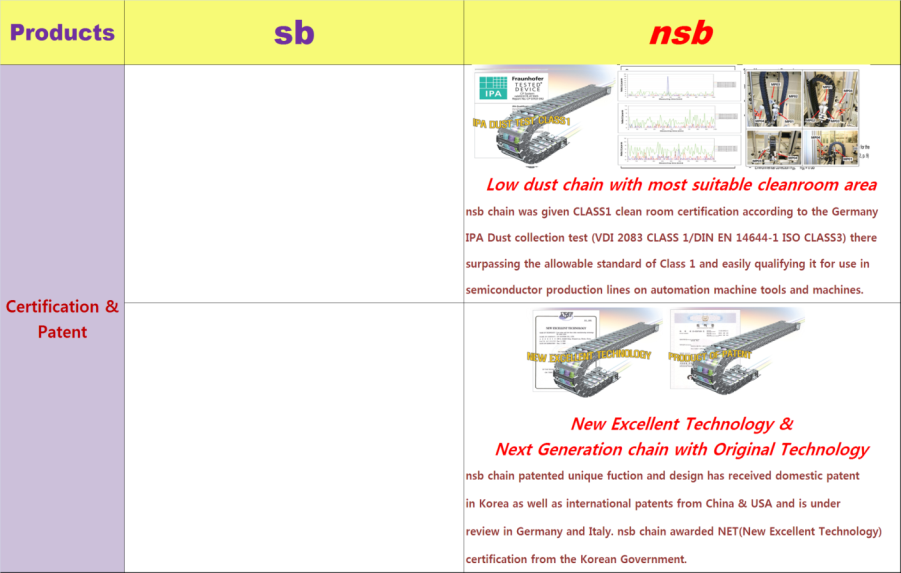 Products
sb
nsb
Certification &
Patent
Fraunhofer
TESTED
DEVICE
IPA
IPA DUST TEST CLASS1
Low dust chain with most suitable cleanroom area
nsb chain was given CLASS1 clean room certification according to the Germany
IPA Dust collection test (VDI 2083 CLASS 1/DIN EN 14644-1 ISO CLASS3) there
surpassing the allowable standard of Class 1 and easily qualifying it for use in
semiconductor production lines on automation machine tools and machines.
NEW EXCELLENT TECHNOLOGY
NEW EXCELLENT TECHNOLOGY
PRODUCT OF PATENT
New Excellent Technology &
Next Generation chain with Original Technology
nsb chain patented unique fuction and design has received domestic patent
in Korea as well as international patents from China & USA and is under
review in Germany and Italy. nsb chain awarded NET(New Excellent Technology)
certification from the Korean Government.